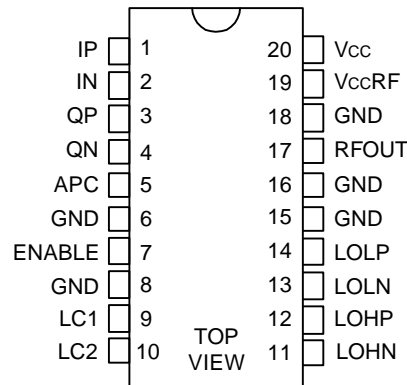 IP 1 20 Vcc
IN 2 19 VccRF
QP 3 18 GND
QN 4 17 RFOUT
APC 5 16 GND
GND 6 15 GND
ENABLE 7 14 LOLP
GND 8 13 LOLN
LC1 9 12 LOHP
LC2 10 11 LOHN
TOP
VIEW